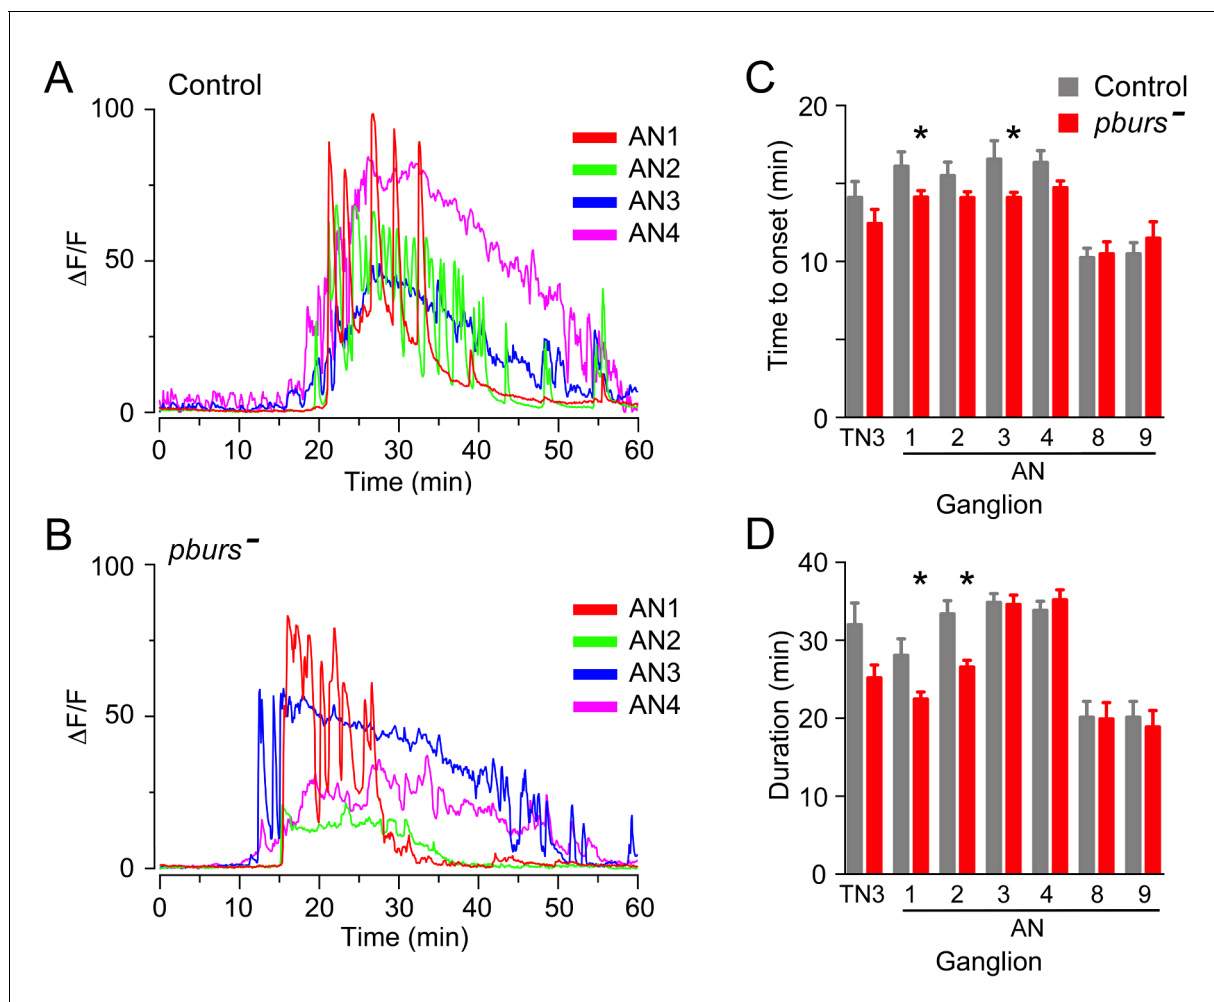 A
Control
100
50
0
ΔF/F
0 10 20 30 40 50 60
Time (min)
AN1
AN2
AN3
AN4
B
pburs-
100
50
0
ΔF/F
0 10 20 30 40 50 60
Time (min)
AN1
AN2
AN3
AN4
C
Control
pburs-
20
10
0
Time to onset (min)
* *
TN3 1 2 3 4 8 9
AN
Ganglion
D
40
30
20
10
0
Duration (min)
* *
TN3 1 2 3 4 8 9
AN
Ganglion